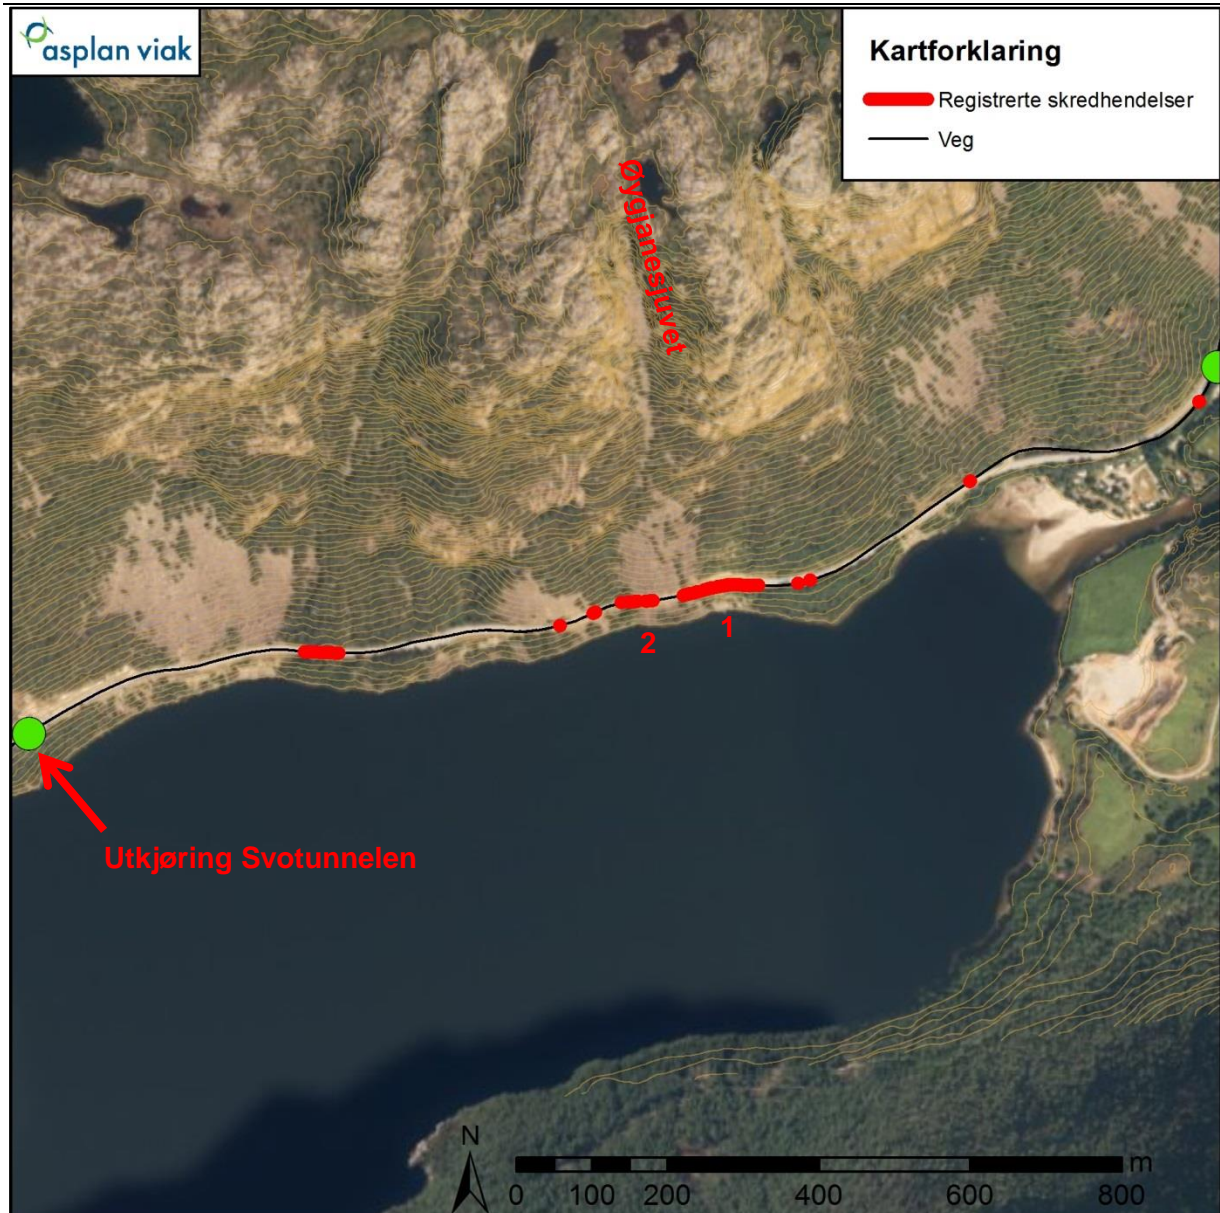 asplan viak
Kartforklaring
Registrerte skredhendelser
Veg
Øygjanesjuvet
1
2
Utkjøring Svotunnelen
N
m
0 100 200 400 600 800